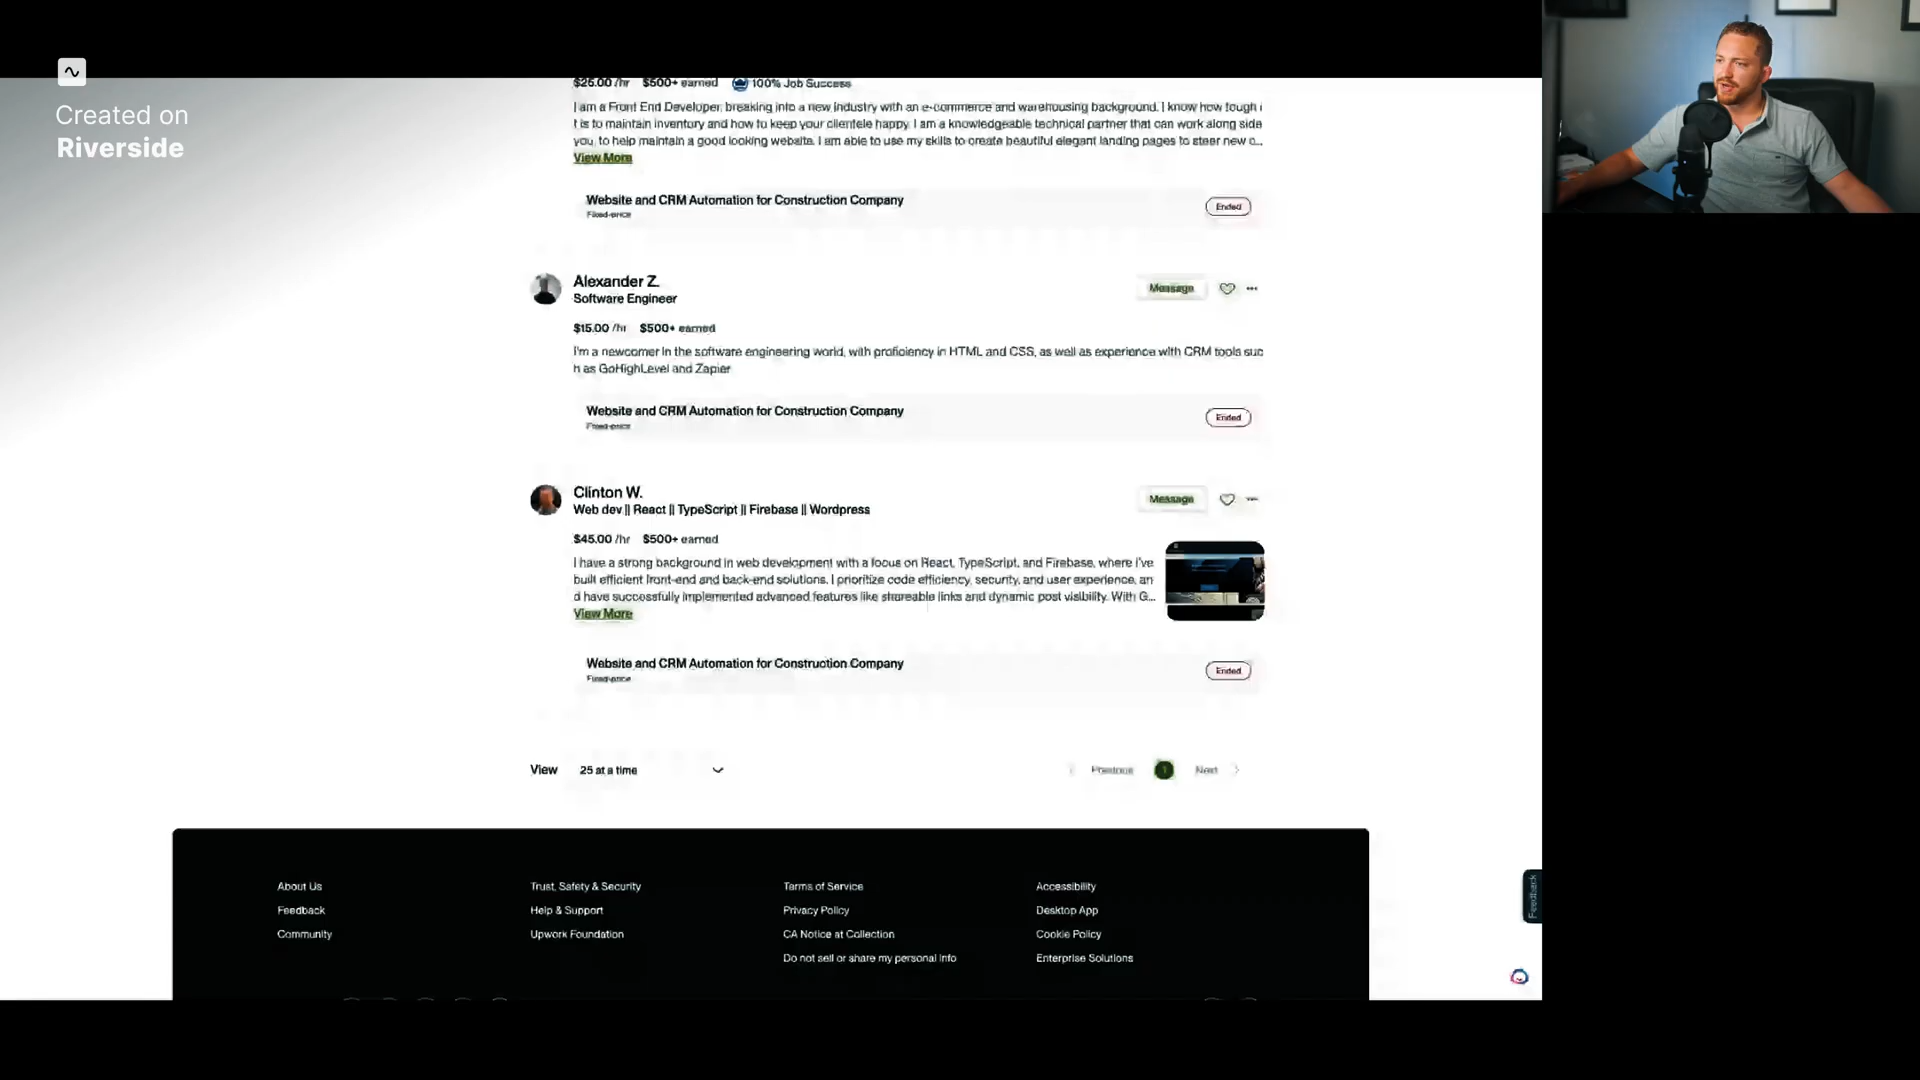 Created on
Riverside
$25.00 /hr $500+ earned 100% Job Success
I am a Front End Developer, breaking into a new industry with an e-commerce and warehousing background. I know how tough i
t is to maintain inventory and how to keep your clientele happy. I am a knowledgeable technical partner that can work along side
you, to help maintain a good looking website. I am able to use my skills to create beautiful elegant landing pages to steer new c...
View More
Website and CRM Automation for Construction Company
Ended
Fixed-price
Alexander Z.
Software Engineer
Message
$15.00 /hr $500+ earned
I'm a newcomer in the software engineering world, with proficiency in HTML and CSS, as well as experience with CRM tools suc
h as GoHighLevel and Zapier
Website and CRM Automation for Construction Company
Ended
Fixed-price
Clinton W.
Web dev || React || TypeScript || Firebase || Wordpress
Message
$45.00 /hr $500+ earned
I have a strong background in web development with a focus on React, TypeScript, and Firebase, where I've
built efficient front-end and back-end solutions. I prioritize code efficiency, security, and user experience, an
d have successfully implemented advanced features like shareable links and dynamic post visibility. With G...
View More
Website and CRM Automation for Construction Company
Ended
Fixed-price
View 25 at a time
Previous 1 Next
About Us
Feedback
Community
Trust, Safety & Security
Help & Support
Upwork Foundation
Terms of Service
Privacy Policy
CA Notice at Collection
Do not sell or share my personal info
Accessibility
Desktop App
Cookie Policy
Enterprise Solutions
Feedback